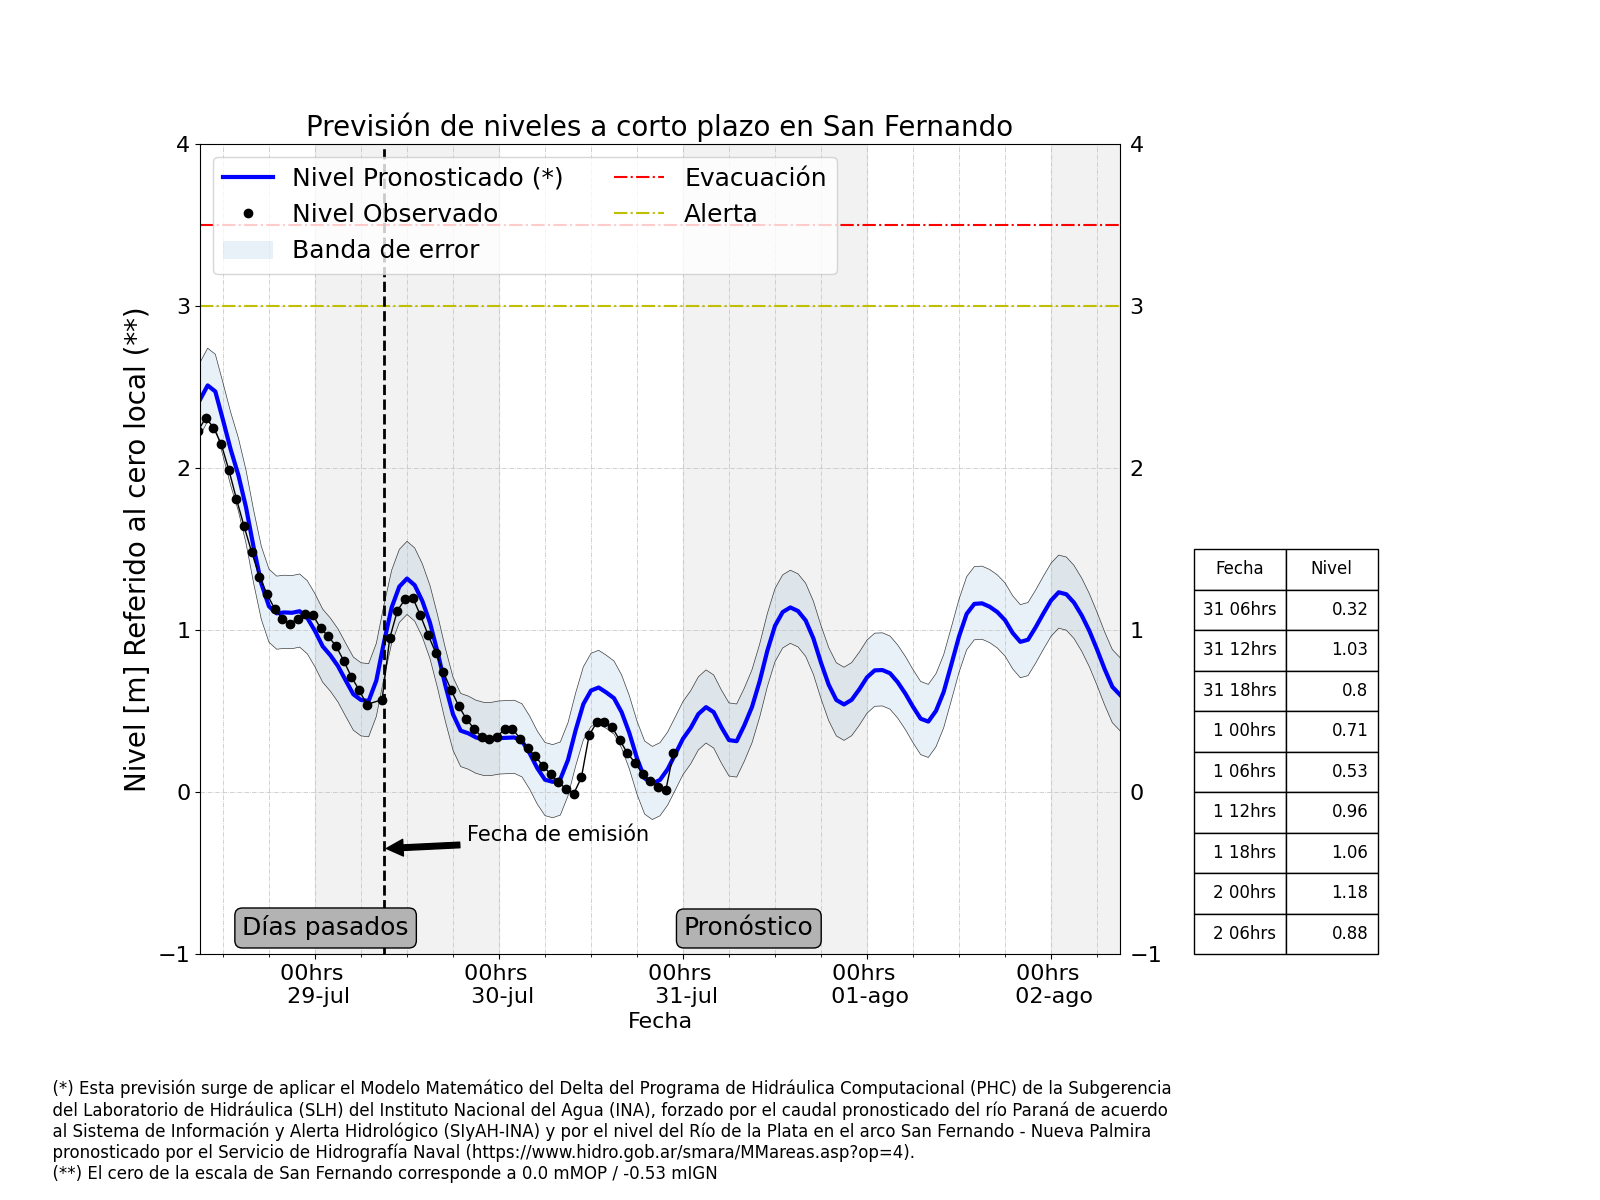 Previsión de niveles a corto plazo en San Fernando
Nivel Pronosticado (*)
Nivel Observado
Banda de error
Evacuación
Alerta
Nivel [m] Referido al cero local (**)
4
3
2
1
0
−1
4
3
2
1
0
−1
Fecha de emisión
Días pasados
Pronóstico
00hrs
29-jul
00hrs
30-jul
00hrs
31-jul
00hrs
01-ago
00hrs
02-ago
Fecha
Fecha Nivel
31 06hrs 0.32
31 12hrs 1.03
31 18hrs 0.8
1 00hrs 0.71
1 06hrs 0.53
1 12hrs 0.96
1 18hrs 1.06
2 00hrs 1.18
2 06hrs 0.88
(*) Esta previsión surge de aplicar el Modelo Matemático del Delta del Programa de Hidráulica Computacional (PHC) de la Subgerencia
del Laboratorio de Hidráulica (SLH) del Instituto Nacional del Agua (INA), forzado por el caudal pronosticado del río Paraná de acuerdo
al Sistema de Información y Alerta Hidrológico (SIyAH-INA) y por el nivel del Río de la Plata en el arco San Fernando - Nueva Palmira
pronosticado por el Servicio de Hidrografía Naval (https://www.hidro.gob.ar/smara/MMareas.asp?op=4).
(**) El cero de la escala de San Fernando corresponde a 0.0 mMOP / -0.53 mIGN